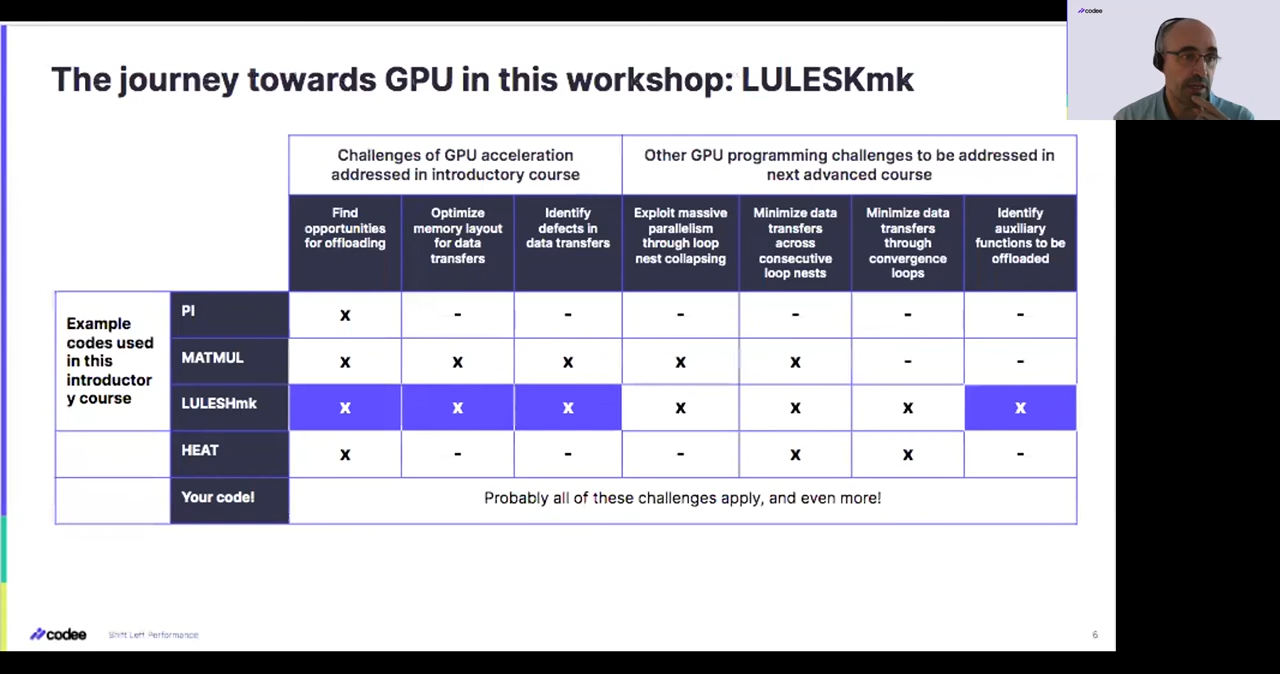 codee
The journey towards GPU in this workshop: LULESKmk
Challenges of GPU acceleration
addressed in introductory course
Other GPU programming challenges to be addressed in
next advanced course
Find
opportunities
for offloading
Optimize
memory layout
for data
transfers
Identify
defects in
data transfers
Exploit massive
parallelism
through loop
nest collapsing
Minimize data
transfers
across
consecutive
loop nests
Minimize data
transfers
through
convergence
loops
Identify
auxiliary
functions to be
offloaded
Example
codes used
in this
introductor
y course
PI
x - - - - - -
MATMUL
x x x x x - -
LULESHmk
x x x x x x x
HEAT
x - - - x x -
Your code!
Probably all of these challenges apply, and even more!
codee
Shift Left Performance
6